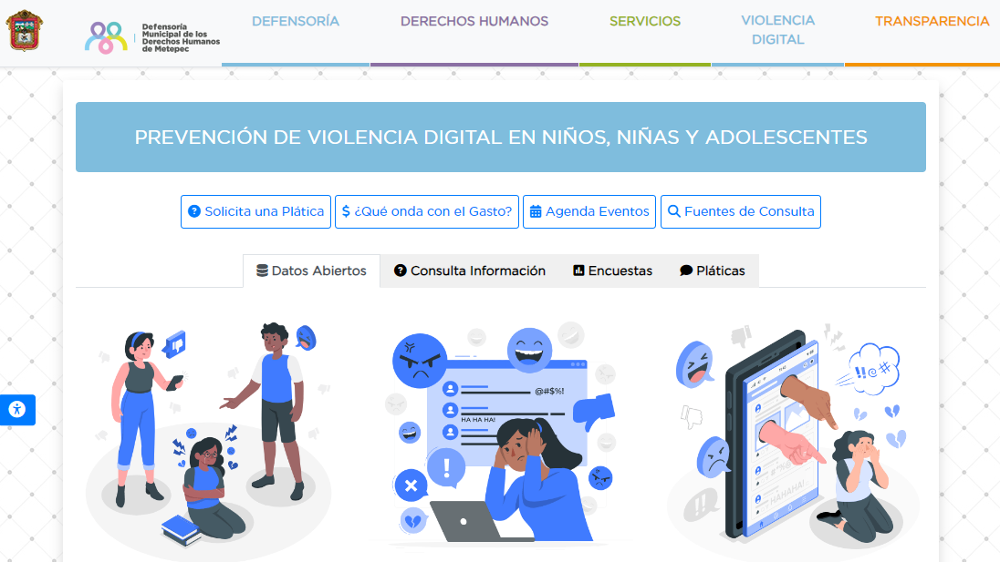 Defensoría
Municipal de los
Derechos Humanos
de Metepec
DEFENSORÍA
DERECHOS HUMANOS
SERVICIOS
VIOLENCIA
DIGITAL
TRANSPARENCIA
PREVENCIÓN DE VIOLENCIA DIGITAL EN NIÑOS, NIÑAS Y ADOLESCENTES
Solicita una Plática
$ ¿Qué onda con el Gasto?
Agenda Eventos
Fuentes de Consulta
Datos Abiertos
Consulta Información
Encuestas
Pláticas
@#$%!
HA HA HA!
!!@#
HAHAHA!